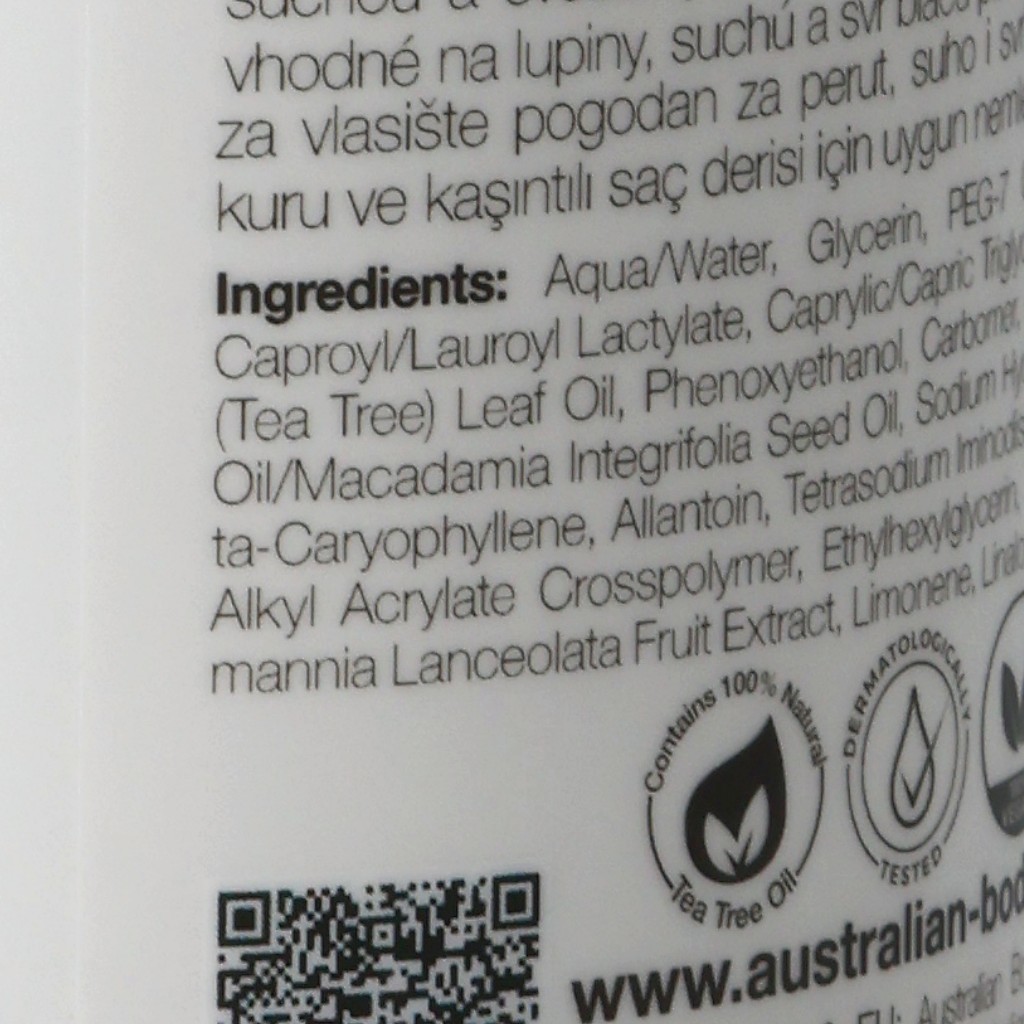 vhodné na lupiny, suchú a
za vlasište pogodan za perut, suho i
kuru ve kaşıntılı saç derisi için uygun
Ingredients: Aqua/Water, Glycerin, PEG-7
Caproyl/Lauroyl Lactylate, Caprylic/Capric
(Tea Tree) Leaf Oil, Phenoxyethanol, Carbomer,
Oil/Macadamia Integrifolia Seed Oil, Sodium
ta-Caryophyllene, Allantoin, Tetrasodium
Alkyl Acrylate Crosspolymer, Ethylhexylglycerin,
mannia Lanceolata Fruit Extract, Limonene,
Contains 100% Natural
Tea Tree Oil
DERMATOLOGICALLY
TESTED
www.australian-bod
EU: Australian